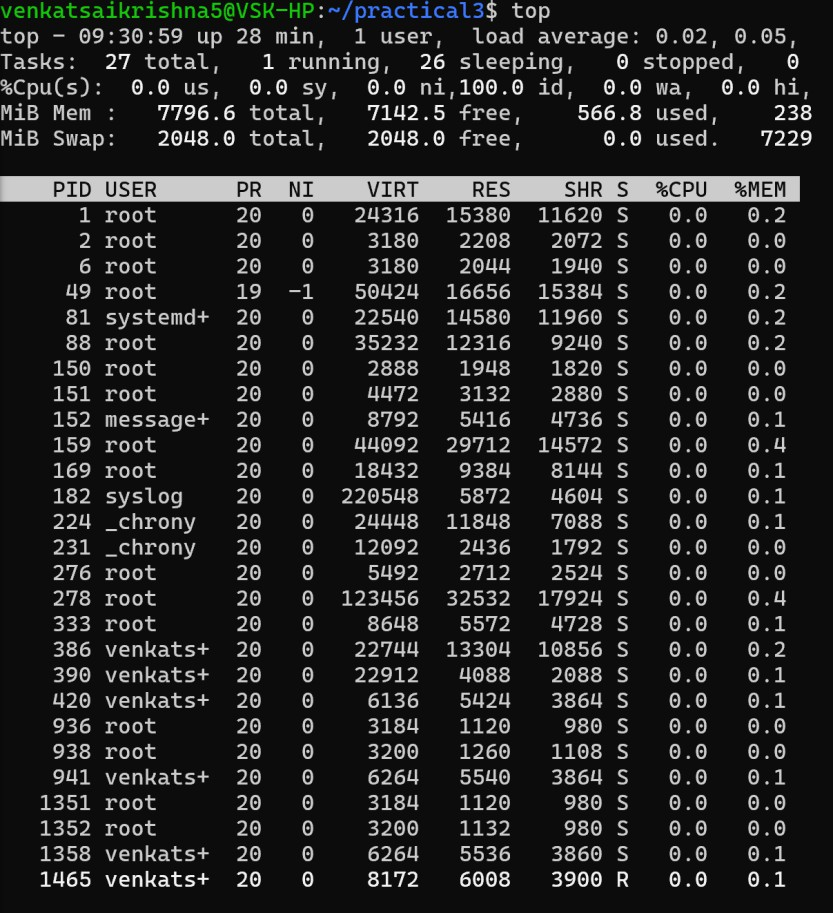 venkatsaikrishna5@VSK-HP:~/practical3$ top
top - 09:30:59 up 28 min,  1 user,  load average: 0.02, 0.05,
Tasks:  27 total,   1 running,  26 sleeping,   0 stopped,   0
%Cpu(s):  0.0 us,  0.0 sy,  0.0 ni,100.0 id,  0.0 wa,  0.0 hi,
MiB Mem :   7796.6 total,   7142.5 free,    566.8 used,    238
MiB Swap:   2048.0 total,   2048.0 free,      0.0 used.   7229
PID USER PR NI VIRT RES SHR S %CPU %MEM
1 root 20 0 24316 15380 11620 S 0.0 0.2
2 root 20 0 3180 2208 2072 S 0.0 0.0
6 root 20 0 3180 2044 1940 S 0.0 0.0
49 root 19 -1 50424 16656 15384 S 0.0 0.2
81 systemd+ 20 0 22540 14580 11960 S 0.0 0.2
88 root 20 0 35232 12316 9240 S 0.0 0.2
150 root 20 0 2888 1948 1820 S 0.0 0.0
151 root 20 0 4472 3132 2880 S 0.0 0.0
152 message+ 20 0 8792 5416 4736 S 0.0 0.1
159 root 20 0 44092 29712 14572 S 0.0 0.4
169 root 20 0 18432 9384 8144 S 0.0 0.1
182 syslog 20 0 220548 5872 4604 S 0.0 0.1
224 _chrony 20 0 24448 11848 7088 S 0.0 0.1
231 _chrony 20 0 12092 2436 1792 S 0.0 0.0
276 root 20 0 5492 2712 2524 S 0.0 0.0
278 root 20 0 123456 32532 17924 S 0.0 0.4
333 root 20 0 8648 5572 4728 S 0.0 0.1
386 venkats+ 20 0 22744 13304 10856 S 0.0 0.2
390 venkats+ 20 0 22912 4088 2088 S 0.0 0.1
420 venkats+ 20 0 6136 5424 3864 S 0.0 0.1
936 root 20 0 3184 1120 980 S 0.0 0.0
938 root 20 0 3200 1260 1108 S 0.0 0.0
941 venkats+ 20 0 6264 5540 3864 S 0.0 0.1
1351 root 20 0 3184 1120 980 S 0.0 0.0
1352 root 20 0 3200 1132 980 S 0.0 0.0
1358 venkats+ 20 0 6264 5536 3860 S 0.0 0.1
1465 venkats+ 20 0 8172 6008 3900 R 0.0 0.1